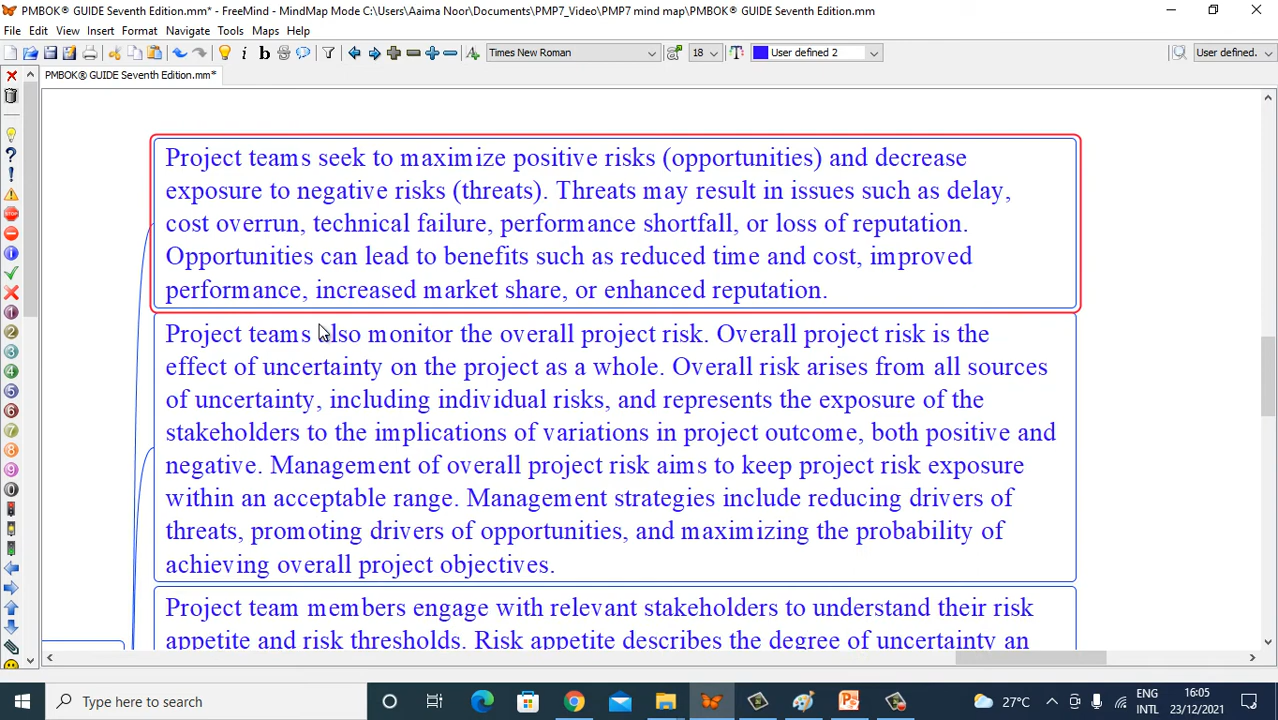 PMBOK® GUIDE Seventh Edition.mm* - FreeMind - MindMap Mode C:\Users\Aaima Noor\Documents\PMP7_Video\PMP7 mind map\PMBOK® GUIDE Seventh Edition.mm
File Edit View Insert Format Navigate Tools Maps Help
Times New Roman 18 User defined 2 User defined.
PMBOK® GUIDE Seventh Edition.mm*
Project teams seek to maximize positive risks (opportunities) and decrease
exposure to negative risks (threats). Threats may result in issues such as delay,
cost overrun, technical failure, performance shortfall, or loss of reputation.
Opportunities can lead to benefits such as reduced time and cost, improved
performance, increased market share, or enhanced reputation.
Project teams also monitor the overall project risk. Overall project risk is the
effect of uncertainty on the project as a whole. Overall risk arises from all sources
of uncertainty, including individual risks, and represents the exposure of the
stakeholders to the implications of variations in project outcome, both positive and
negative. Management of overall project risk aims to keep project risk exposure
within an acceptable range. Management strategies include reducing drivers of
threats, promoting drivers of opportunities, and maximizing the probability of
achieving overall project objectives.
Project team members engage with relevant stakeholders to understand their risk
appetite and risk thresholds. Risk appetite describes the degree of uncertainty an
Type here to search
27°C
ENG
INTL
16:05
23/12/2021